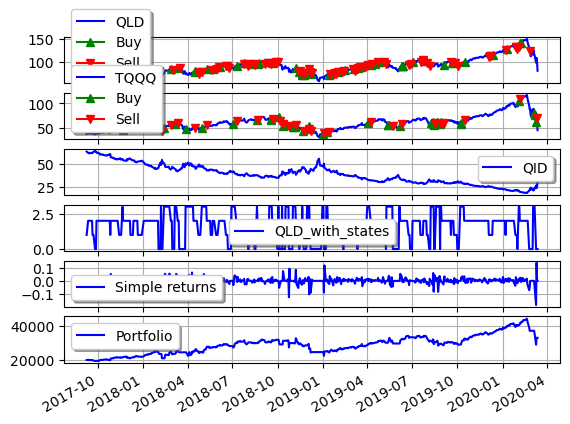 QLD
Buy
Sell
150
100
TQQQ
Buy
Sell
100
50
QID
50
25
QLD_with_states
2.5
0.0
Simple returns
0.1
0.0
−0.1
Portfolio
40000
20000
2017-10
2018-01
2018-04
2018-07
2018-10
2019-01
2019-04
2019-07
2019-10
2020-01
2020-04